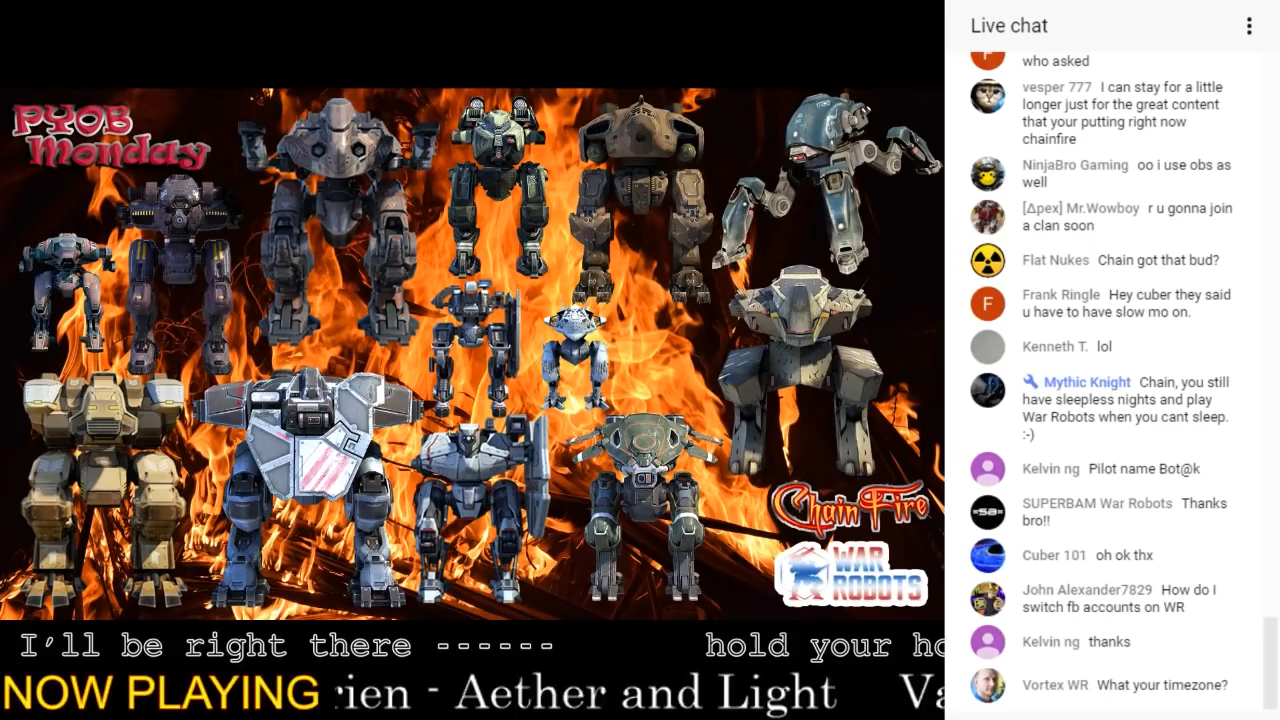 PYOB
Monday
Chain Fire
WAR
ROBOTS
I'll be right there ------ hold your
NOW PLAYING rien - Aether and Light
Live chat
who asked
vesper 777 I can stay for a little
longer just for the great content
that your putting right now
chainfire
NinjaBro Gaming oo i use obs as
well
[Δpex] Mr.Wowboy r u gonna join
a clan soon
Flat Nukes Chain got that bud?
F
Frank Ringle Hey cuber they said
u have to have slow mo on.
Kenneth T. lol
Mythic Knight Chain, you still
have sleepless nights and play
War Robots when you cant sleep.
:-)
Kelvin ng Pilot name Bot@k
=SB=
SUPERBAM War Robots Thanks
bro!!
Cuber 101 oh ok thx
John Alexander7829 How do I
switch fb accounts on WR
Kelvin ng thanks
Vortex WR What your timezone?